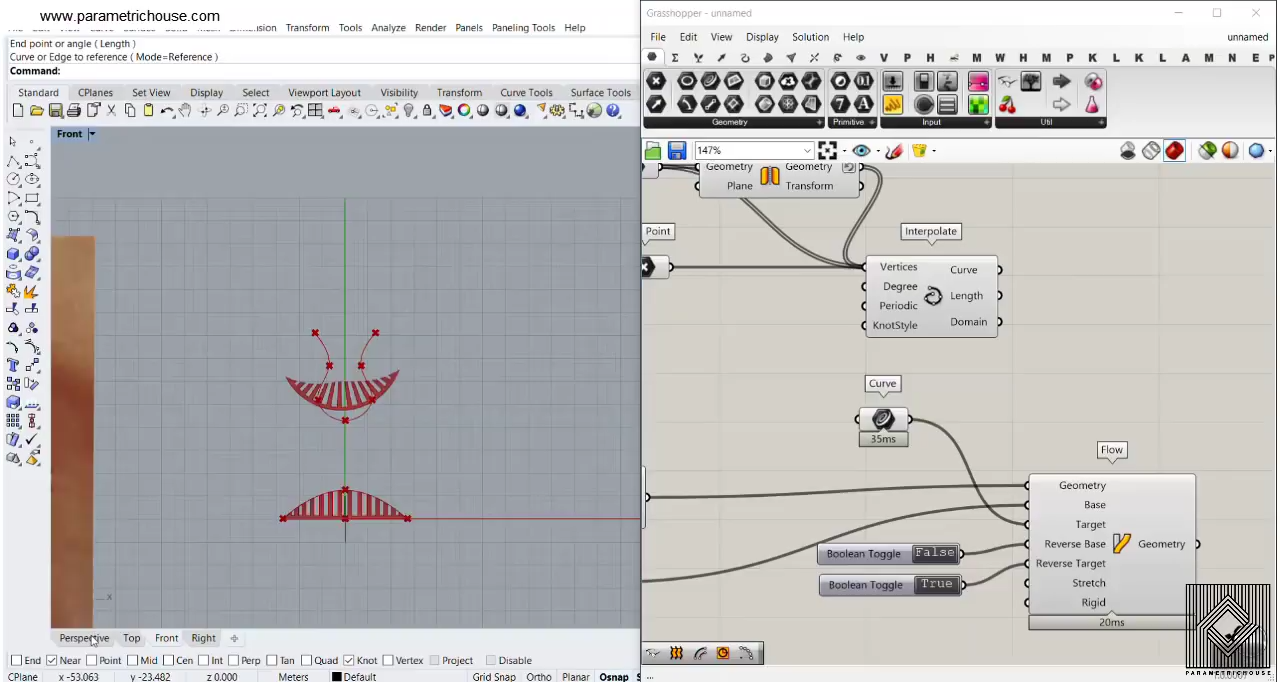 www.parametrichouse.com
Transform Tools Analyze Render Panels Paneling Tools Help
End point or angle ( Length )
Curve or Edge to reference ( Mode=Reference )
Command:
Standard CPlanes Set View Display Select Viewport Layout Visibility Transform Curve Tools Surface Tools
Front
x
Perspective Top Front Right
End Near Point Mid Cen Int Perp Tan Quad Knot Vertex Project Disable
CPlane x -53.063 y -23.482 z 0.000 Meters Default Grid Snap Ortho Planar Osnap
Grasshopper - unnamed
File Edit View Display Solution Help unnamed
V P H M W H T M P K L K L A M W N E P
Geometry Primitive Input Util
147%
Geometry Geometry
Plane Transform
Point
Interpolate
Vertices Curve
Degree Length
Periodic Domain
KnotStyle
Curve
35ms
Flow
Geometry
Base
Target
Reverse Base Geometry
Reverse Target
Stretch
Rigid
20ms
Boolean Toggle False
Boolean Toggle True
...
PARAMETRICHOUSE